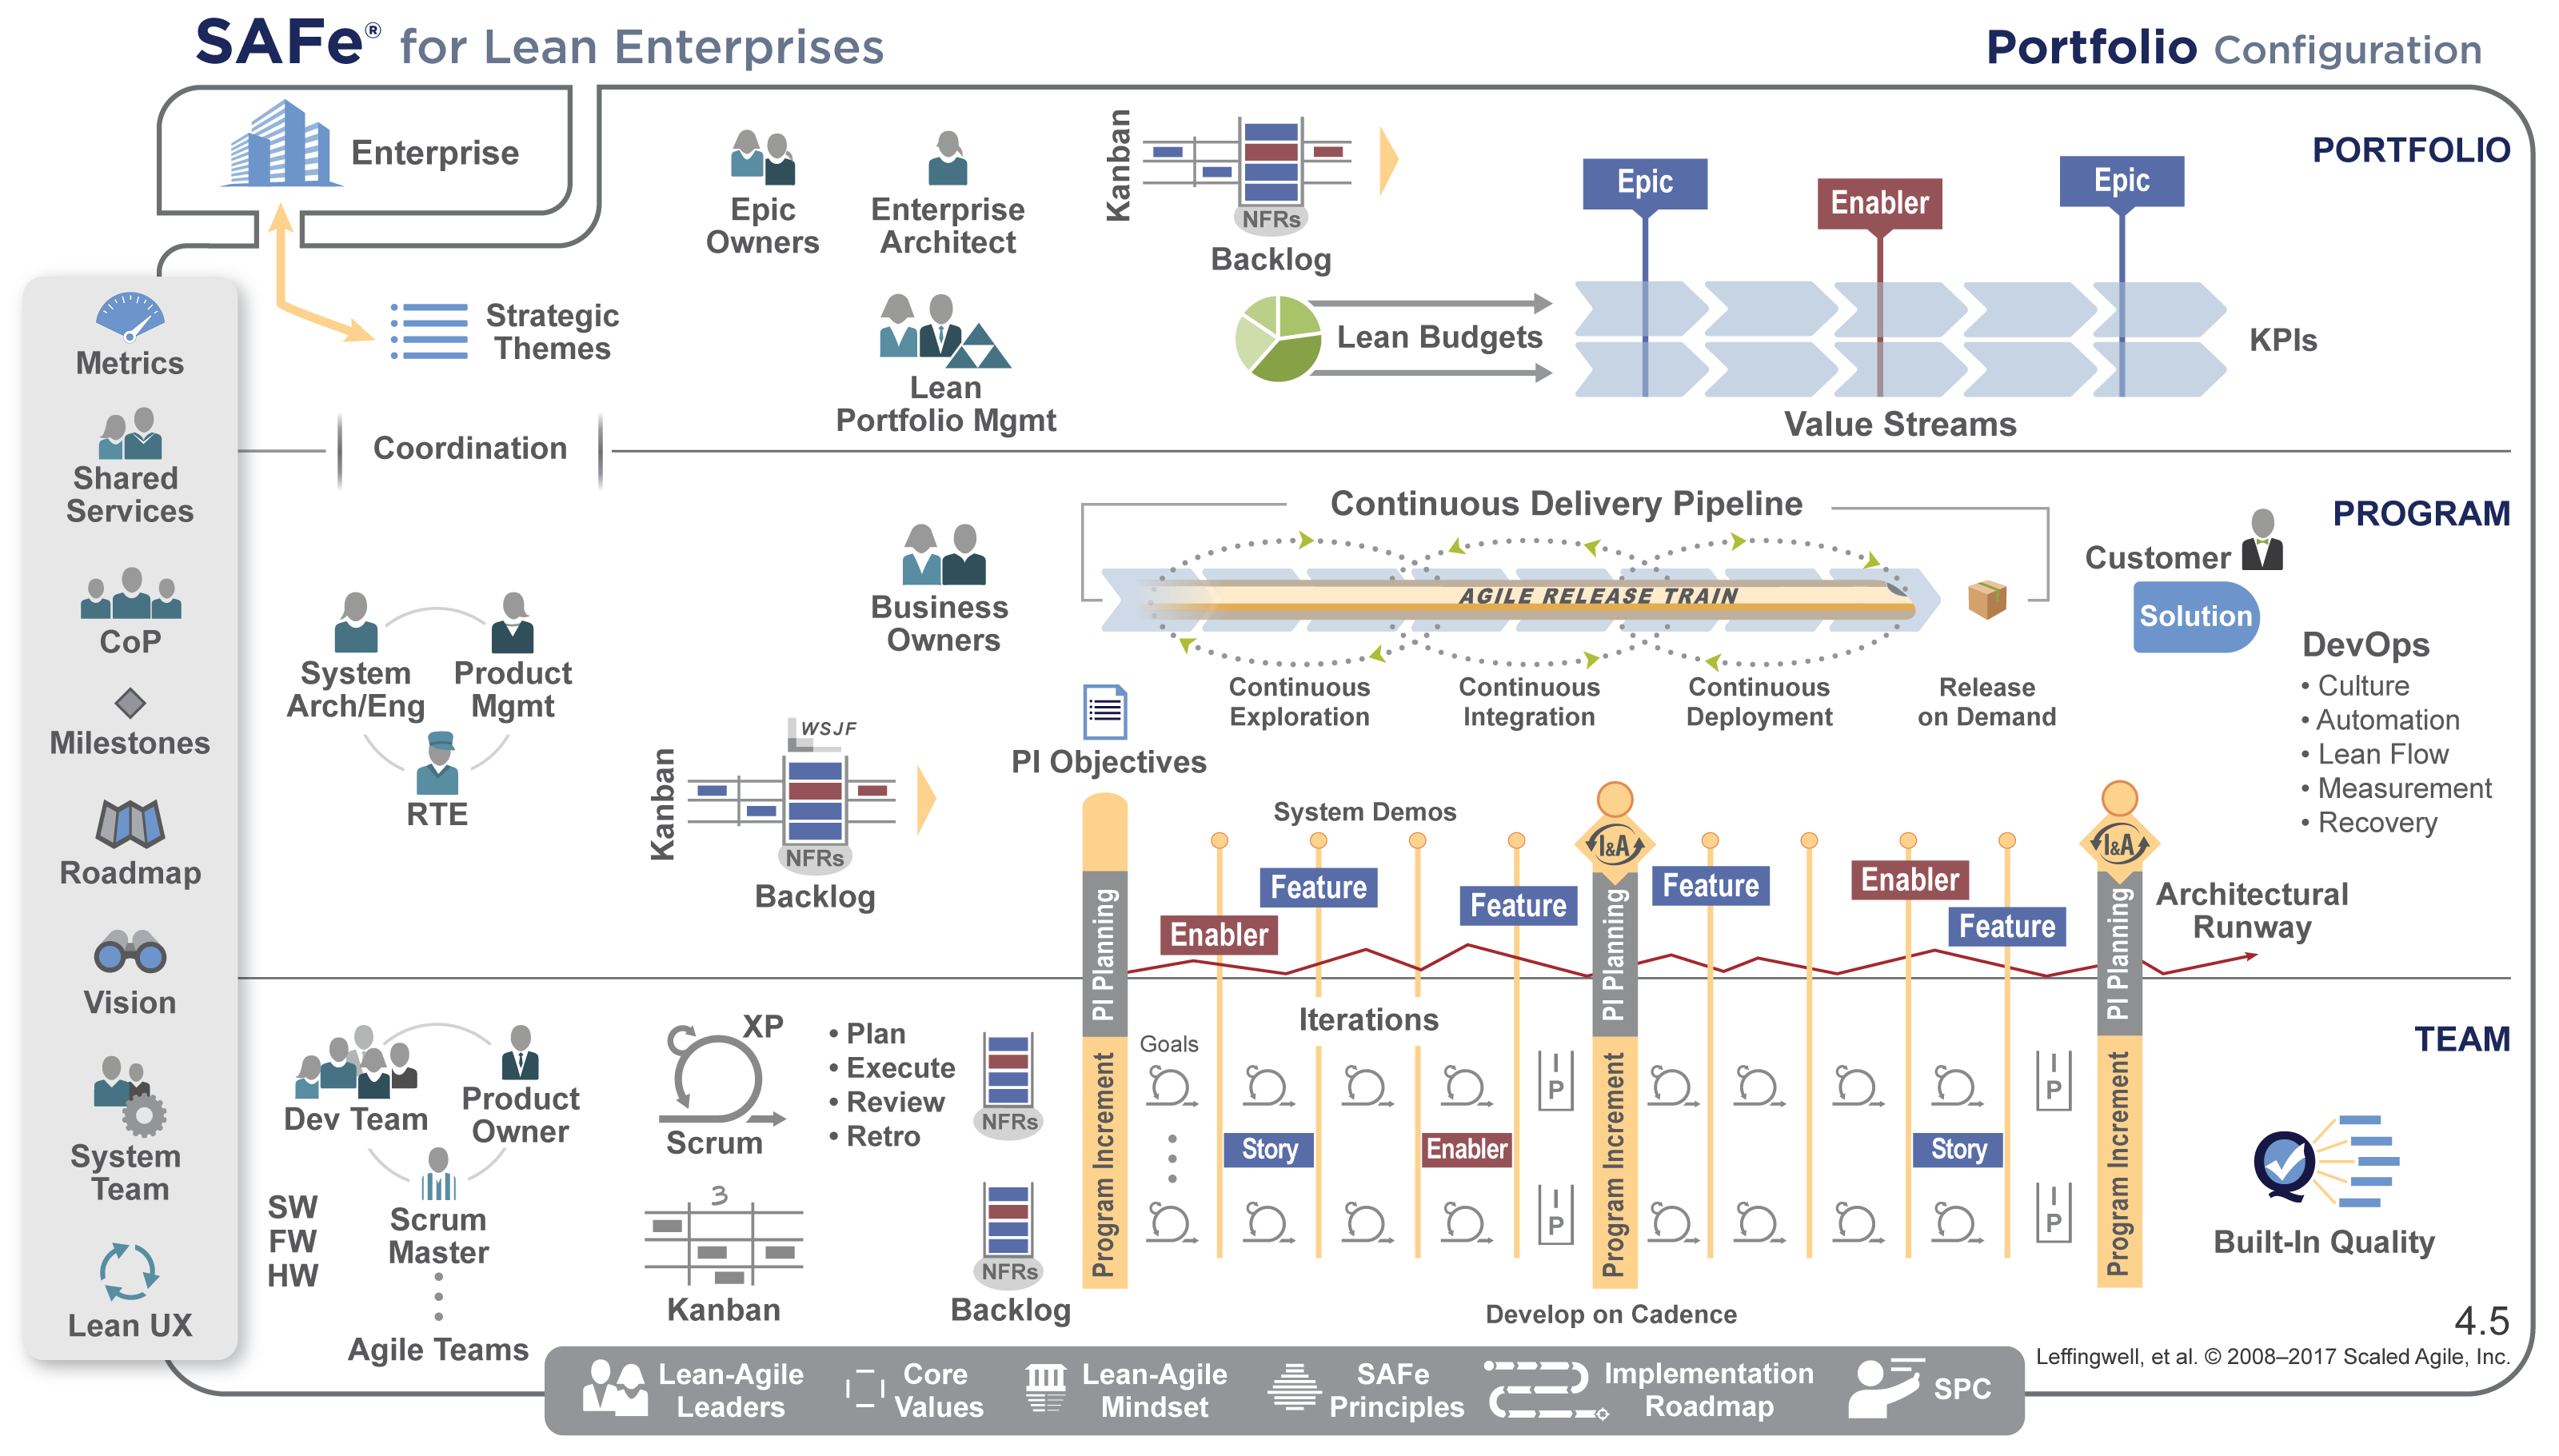 SAFe® for Lean Enterprises
Portfolio Configuration
Enterprise
Strategic
Themes
Coordination
Epic
Owners
Enterprise
Architect
Lean
Portfolio Mgmt
Kanban
NFRs
Backlog
Lean Budgets
Epic
Enabler
Epic
KPIs
Value Streams
PORTFOLIO
Metrics
Shared
Services
CoP
Milestones
Roadmap
Vision
System
Team
Lean UX
System
Arch/Eng
Product
Mgmt
RTE
Business
Owners
Kanban
WSJF
NFRs
Backlog
Continuous Delivery Pipeline
AGILE RELEASE TRAIN
Continuous
Exploration
Continuous
Integration
Continuous
Deployment
Release
on Demand
PROGRAM
Customer
Solution
DevOps
• Culture
• Automation
• Lean Flow
• Measurement
• Recovery
PI Objectives
System Demos
I&A
I&A
Feature
Feature
Feature
Enabler
Enabler
Feature
PI Planning
PI Planning
PI Planning
Architectural
Runway
TEAM
Dev Team
Product
Owner
Scrum
Master
SW
FW
HW
Agile Teams
XP
Scrum
• Plan
• Execute
• Review
• Retro
NFRs
3
Kanban
NFRs
Backlog
Iterations
Goals
Program Increment
Program Increment
Program Increment
I
P
I
P
Story
Enabler
Story
I
P
I
P
Develop on Cadence
Built-In Quality
4.5
Leffingwell, et al. © 2008–2017 Scaled Agile, Inc.
Lean-Agile
Leaders
Core
Values
Lean-Agile
Mindset
SAFe
Principles
Implementation
Roadmap
SPC